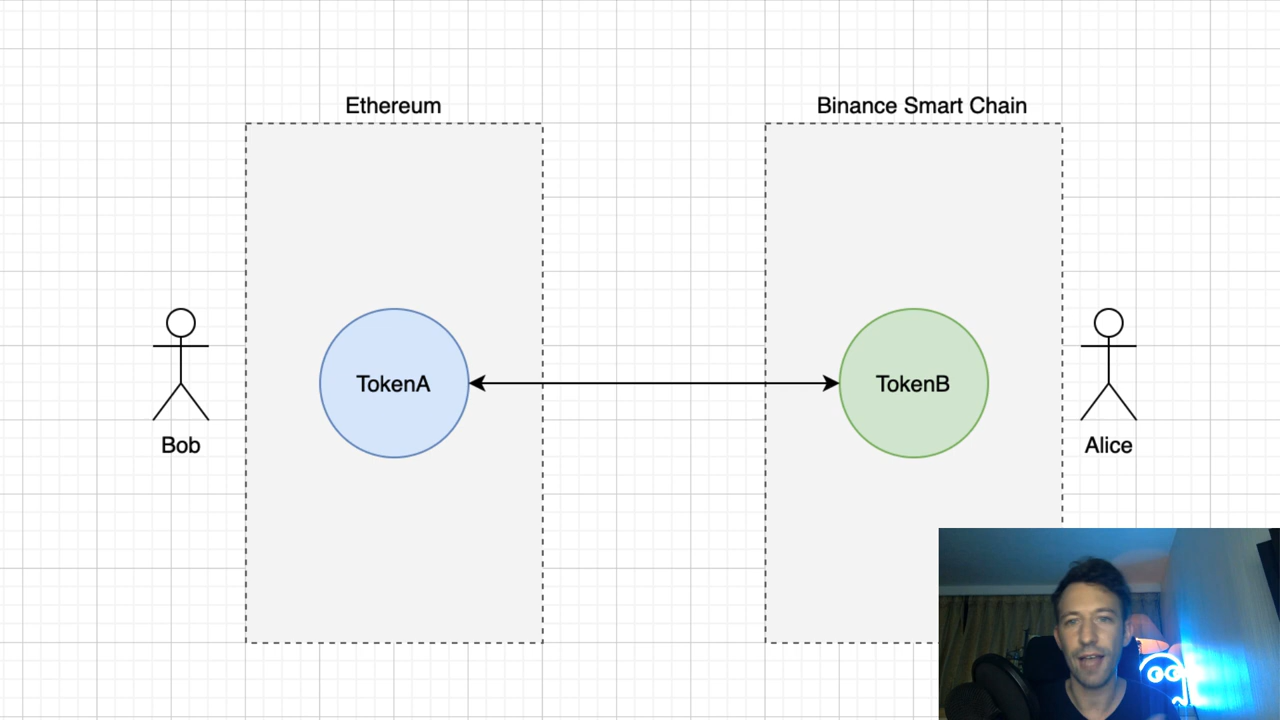 Ethereum
Binance Smart Chain
TokenA
TokenB
Bob
Alice